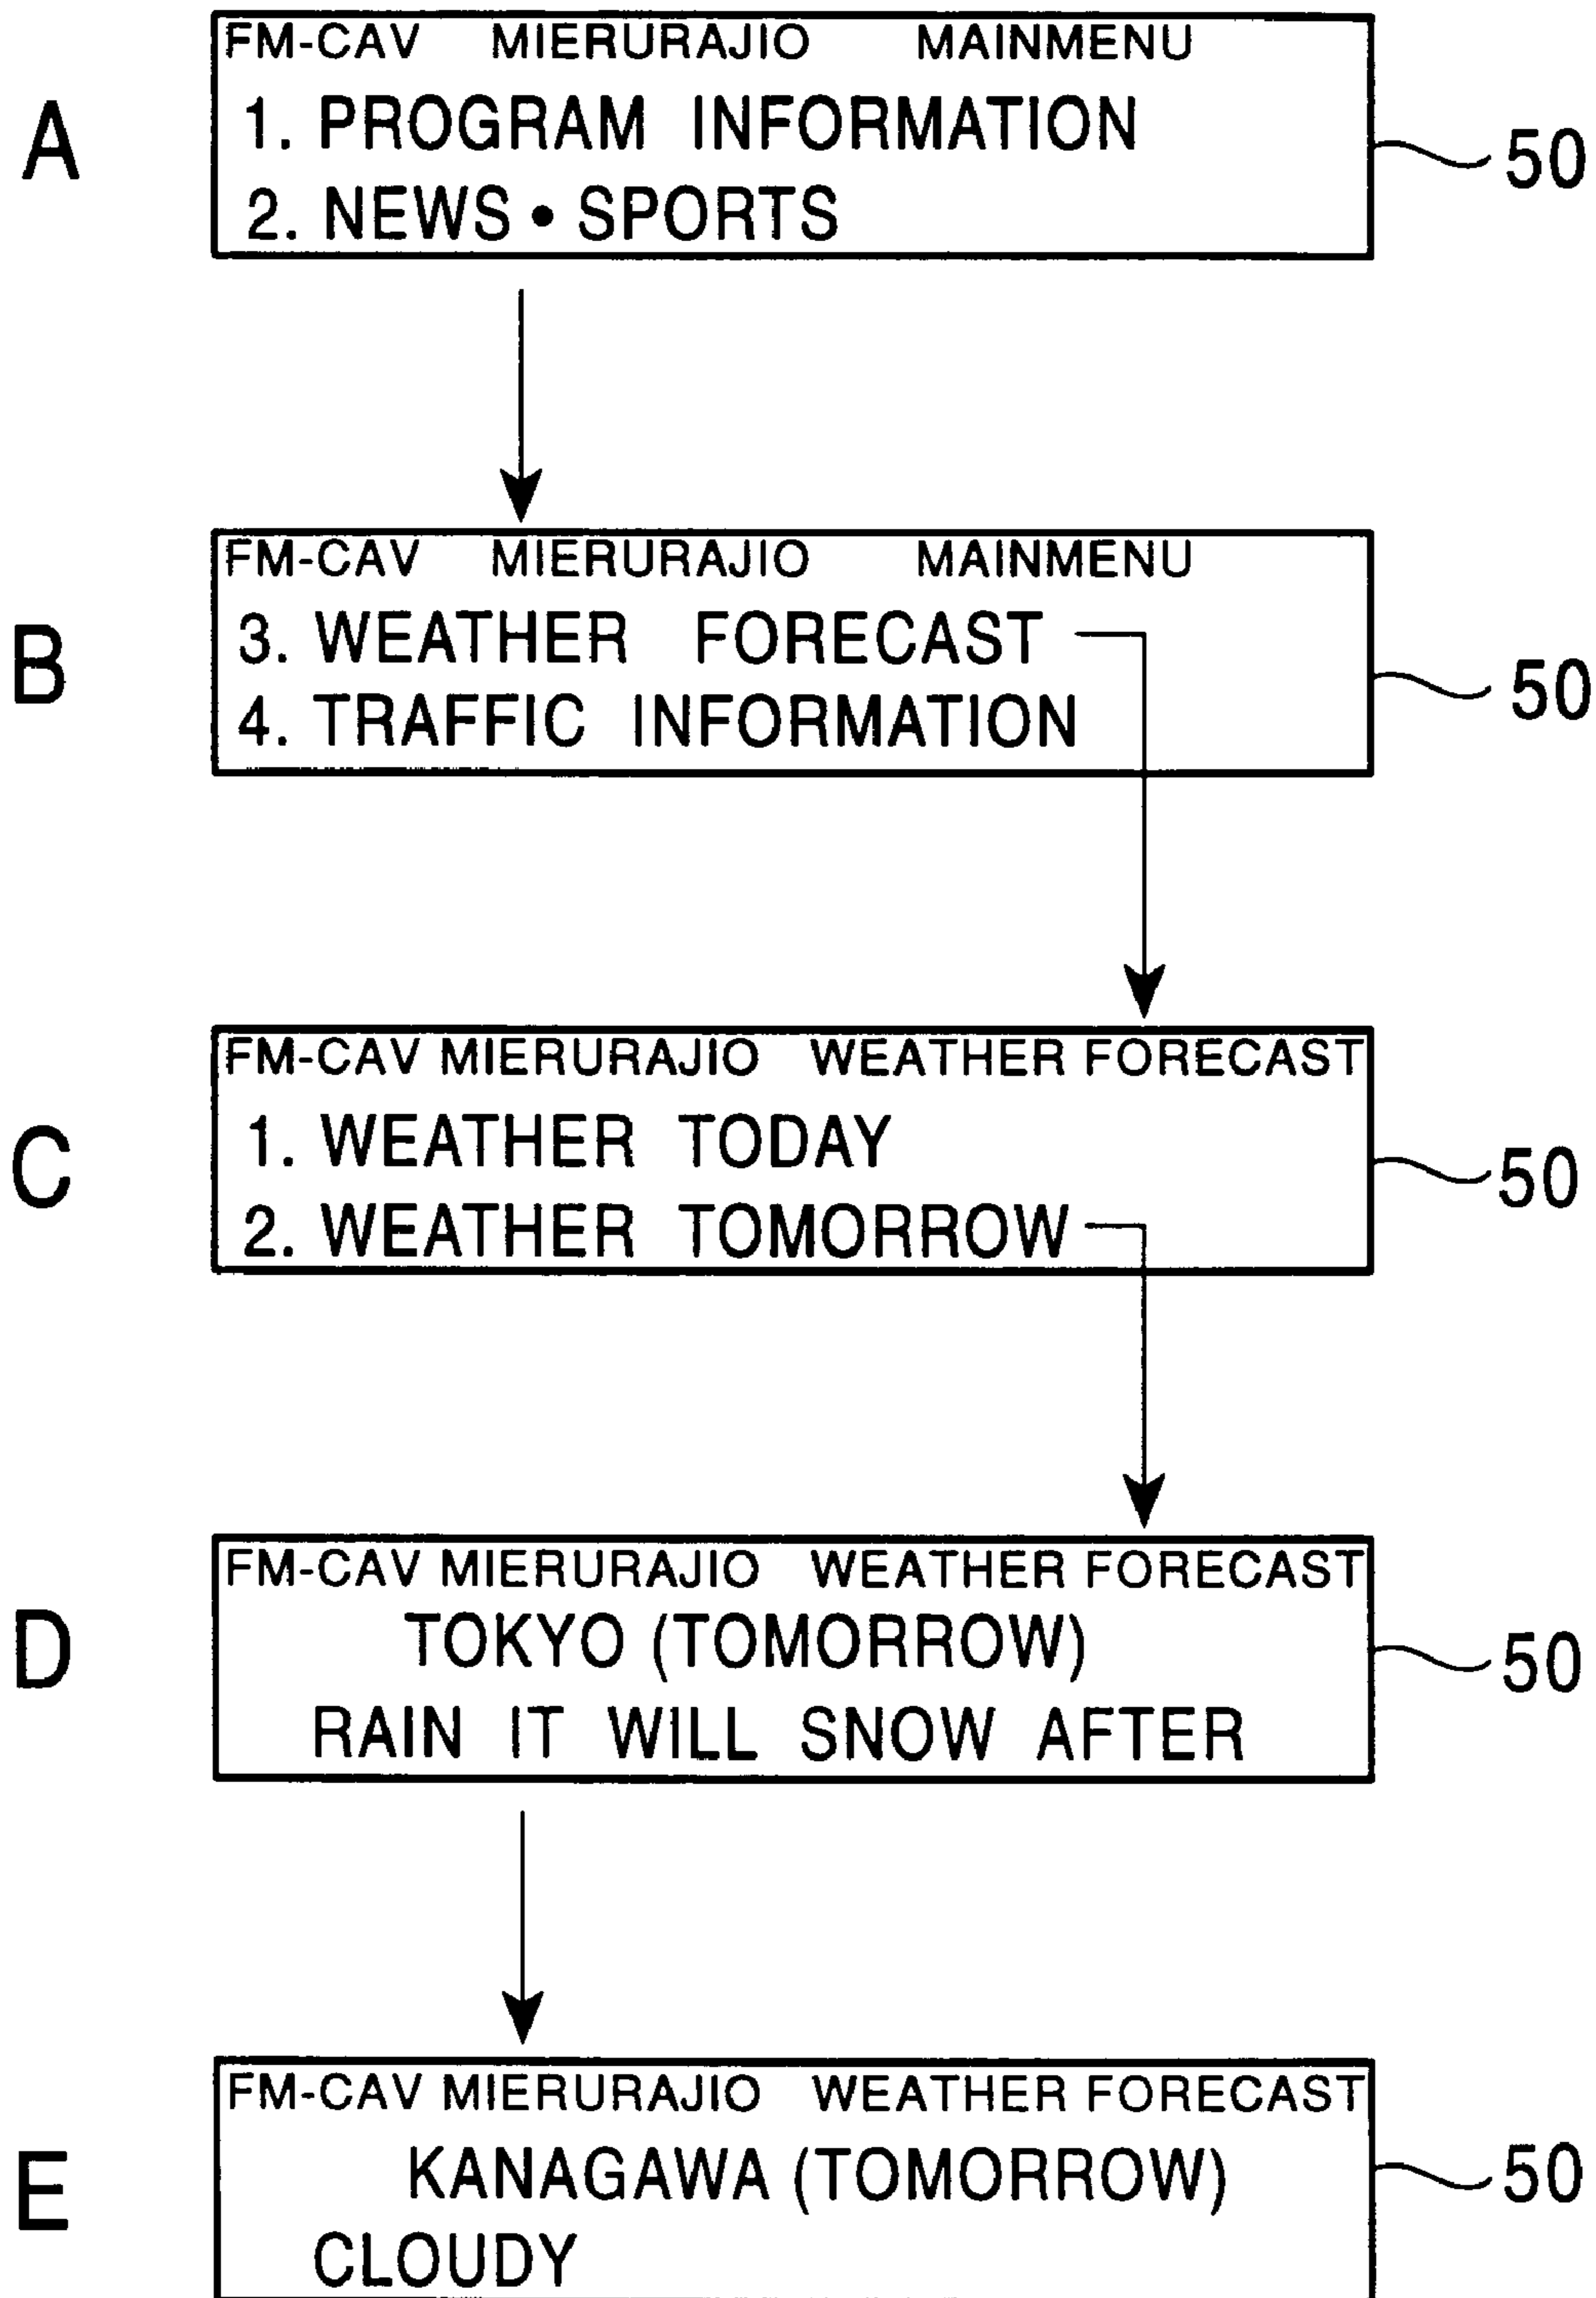 A
FM-CAV MIERURAJIO MAINMENU
1. PROGRAM INFORMATION
2. NEWS • SPORTS
50
B
FM-CAV MIERURAJIO MAINMENU
3. WEATHER FORECAST
4. TRAFFIC INFORMATION
50
C
FM-CAV MIERURAJIO WEATHER FORECAST
1. WEATHER TODAY
2. WEATHER TOMORROW
50
D
FM-CAV MIERURAJIO WEATHER FORECAST
TOKYO (TOMORROW)
RAIN IT WILL SNOW AFTER
50
E
FM-CAV MIERURAJIO WEATHER FORECAST
KANAGAWA (TOMORROW)
CLOUDY
50